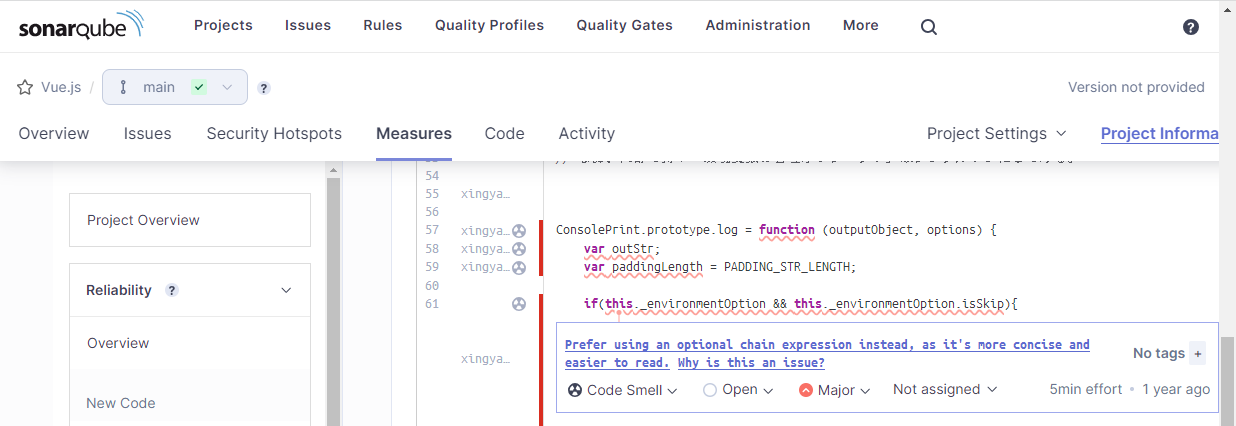 sonarqube Projects Issues Rules Quality Profiles Quality Gates Administration More ?
Vue.js / main ? Version not provided
Overview Issues Security Hotspots Measures Code Activity Project Settings Project Informa
54
55 xingya…
56
57 xingya… ConsolePrint.prototype.log = function (outputObject, options) {
58 xingya… var outStr;
59 xingya… var paddingLength = PADDING_STR_LENGTH;
60
61 if(this._environmentOption && this._environmentOption.isSkip){
xingya…
Prefer using an optional chain expression instead, as it's more concise and
easier to read. Why is this an issue?
No tags +
Code Smell Open Major Not assigned 5min effort • 1 year ago
Project Overview
Reliability ?
Overview
New Code